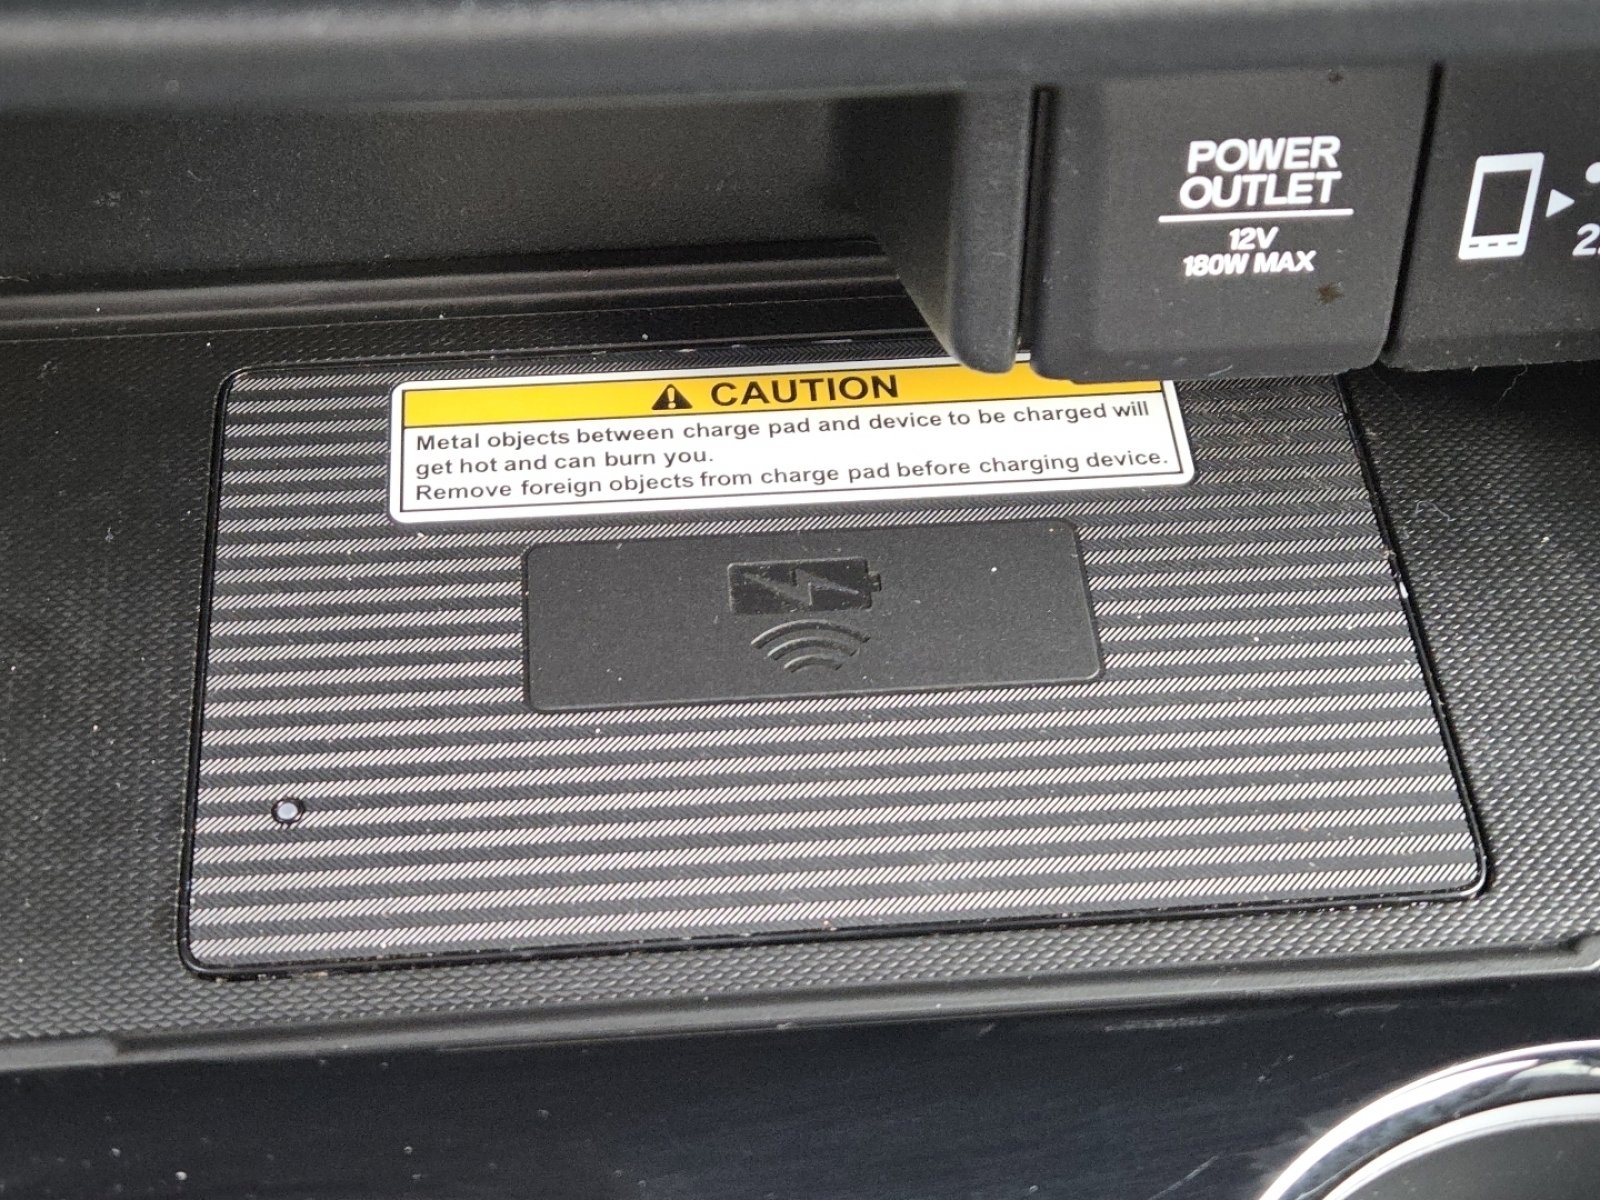 POWER
OUTLET
12V
180W MAX
CAUTION
Metal objects between charge pad and device to be charged will
get hot and can burn you.
Remove foreign objects from charge pad before charging device.